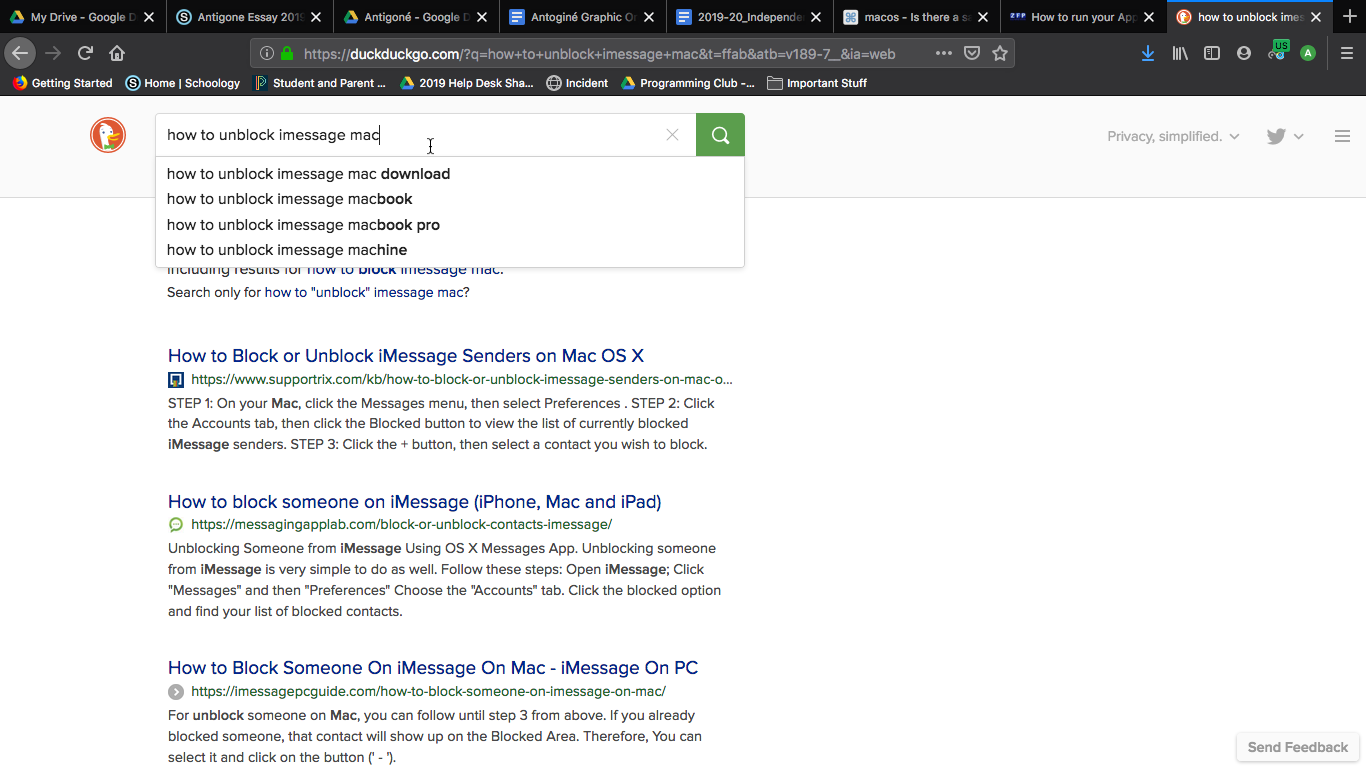 My Drive - Google D
Antigone Essay 2019
Antigoné - Google D
Antoginé Graphic O
2019-20_Independe
macos - Is there a sa
ZFP How to run your App
how to unblock imes
https://duckduckgo.com/?q=how+to+unblock+imessage+mac&t=ffab&atb=v189-7__&ia=web
US
A
Getting Started
S Home | Schoology
Student and Parent ...
2019 Help Desk Sha...
Incident
Programming Club -...
Important Stuff
how to unblock imessage mac
Privacy, simplified.
how to unblock imessage mac download
how to unblock imessage macbook
how to unblock imessage macbook pro
how to unblock imessage machine
Including results for how to block imessage mac.
Search only for how to "unblock" imessage mac?
How to Block or Unblock iMessage Senders on Mac OS X
https://www.supportrix.com/kb/how-to-block-or-unblock-imessage-senders-on-mac-o...
STEP 1: On your Mac, click the Messages menu, then select Preferences . STEP 2: Click
the Accounts tab, then click the Blocked button to view the list of currently blocked
iMessage senders. STEP 3: Click the + button, then select a contact you wish to block.
How to block someone on iMessage (iPhone, Mac and iPad)
https://messagingapplab.com/block-or-unblock-contacts-imessage/
Unblocking Someone from iMessage Using OS X Messages App. Unblocking someone
from iMessage is very simple to do as well. Follow these steps: Open iMessage; Click
"Messages" and then "Preferences" Choose the "Accounts" tab. Click the blocked option
and find your list of blocked contacts.
How to Block Someone On iMessage On Mac - iMessage On PC
https://imessagepcguide.com/how-to-block-someone-on-imessage-on-mac/
For unblock someone on Mac, you can follow until step 3 from above. If you already
blocked someone, that contact will show up on the Blocked Area. Therefore, You can
select it and click on the button (' - ').
Send Feedback